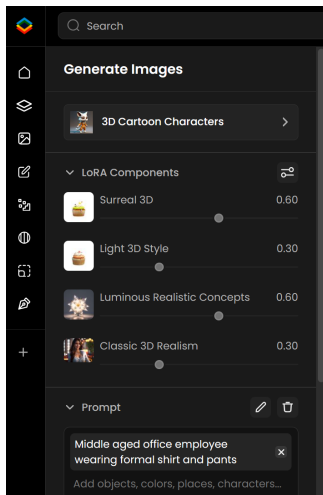 Search
Generate Images
3D Cartoon Characters
LoRA Components
Surreal 3D 0.60
Light 3D Style 0.30
Luminous Realistic Concepts 0.60
Classic 3D Realism 0.30
Prompt
Middle aged office employee
wearing formal shirt and pants
Add objects, colors, places, characters...